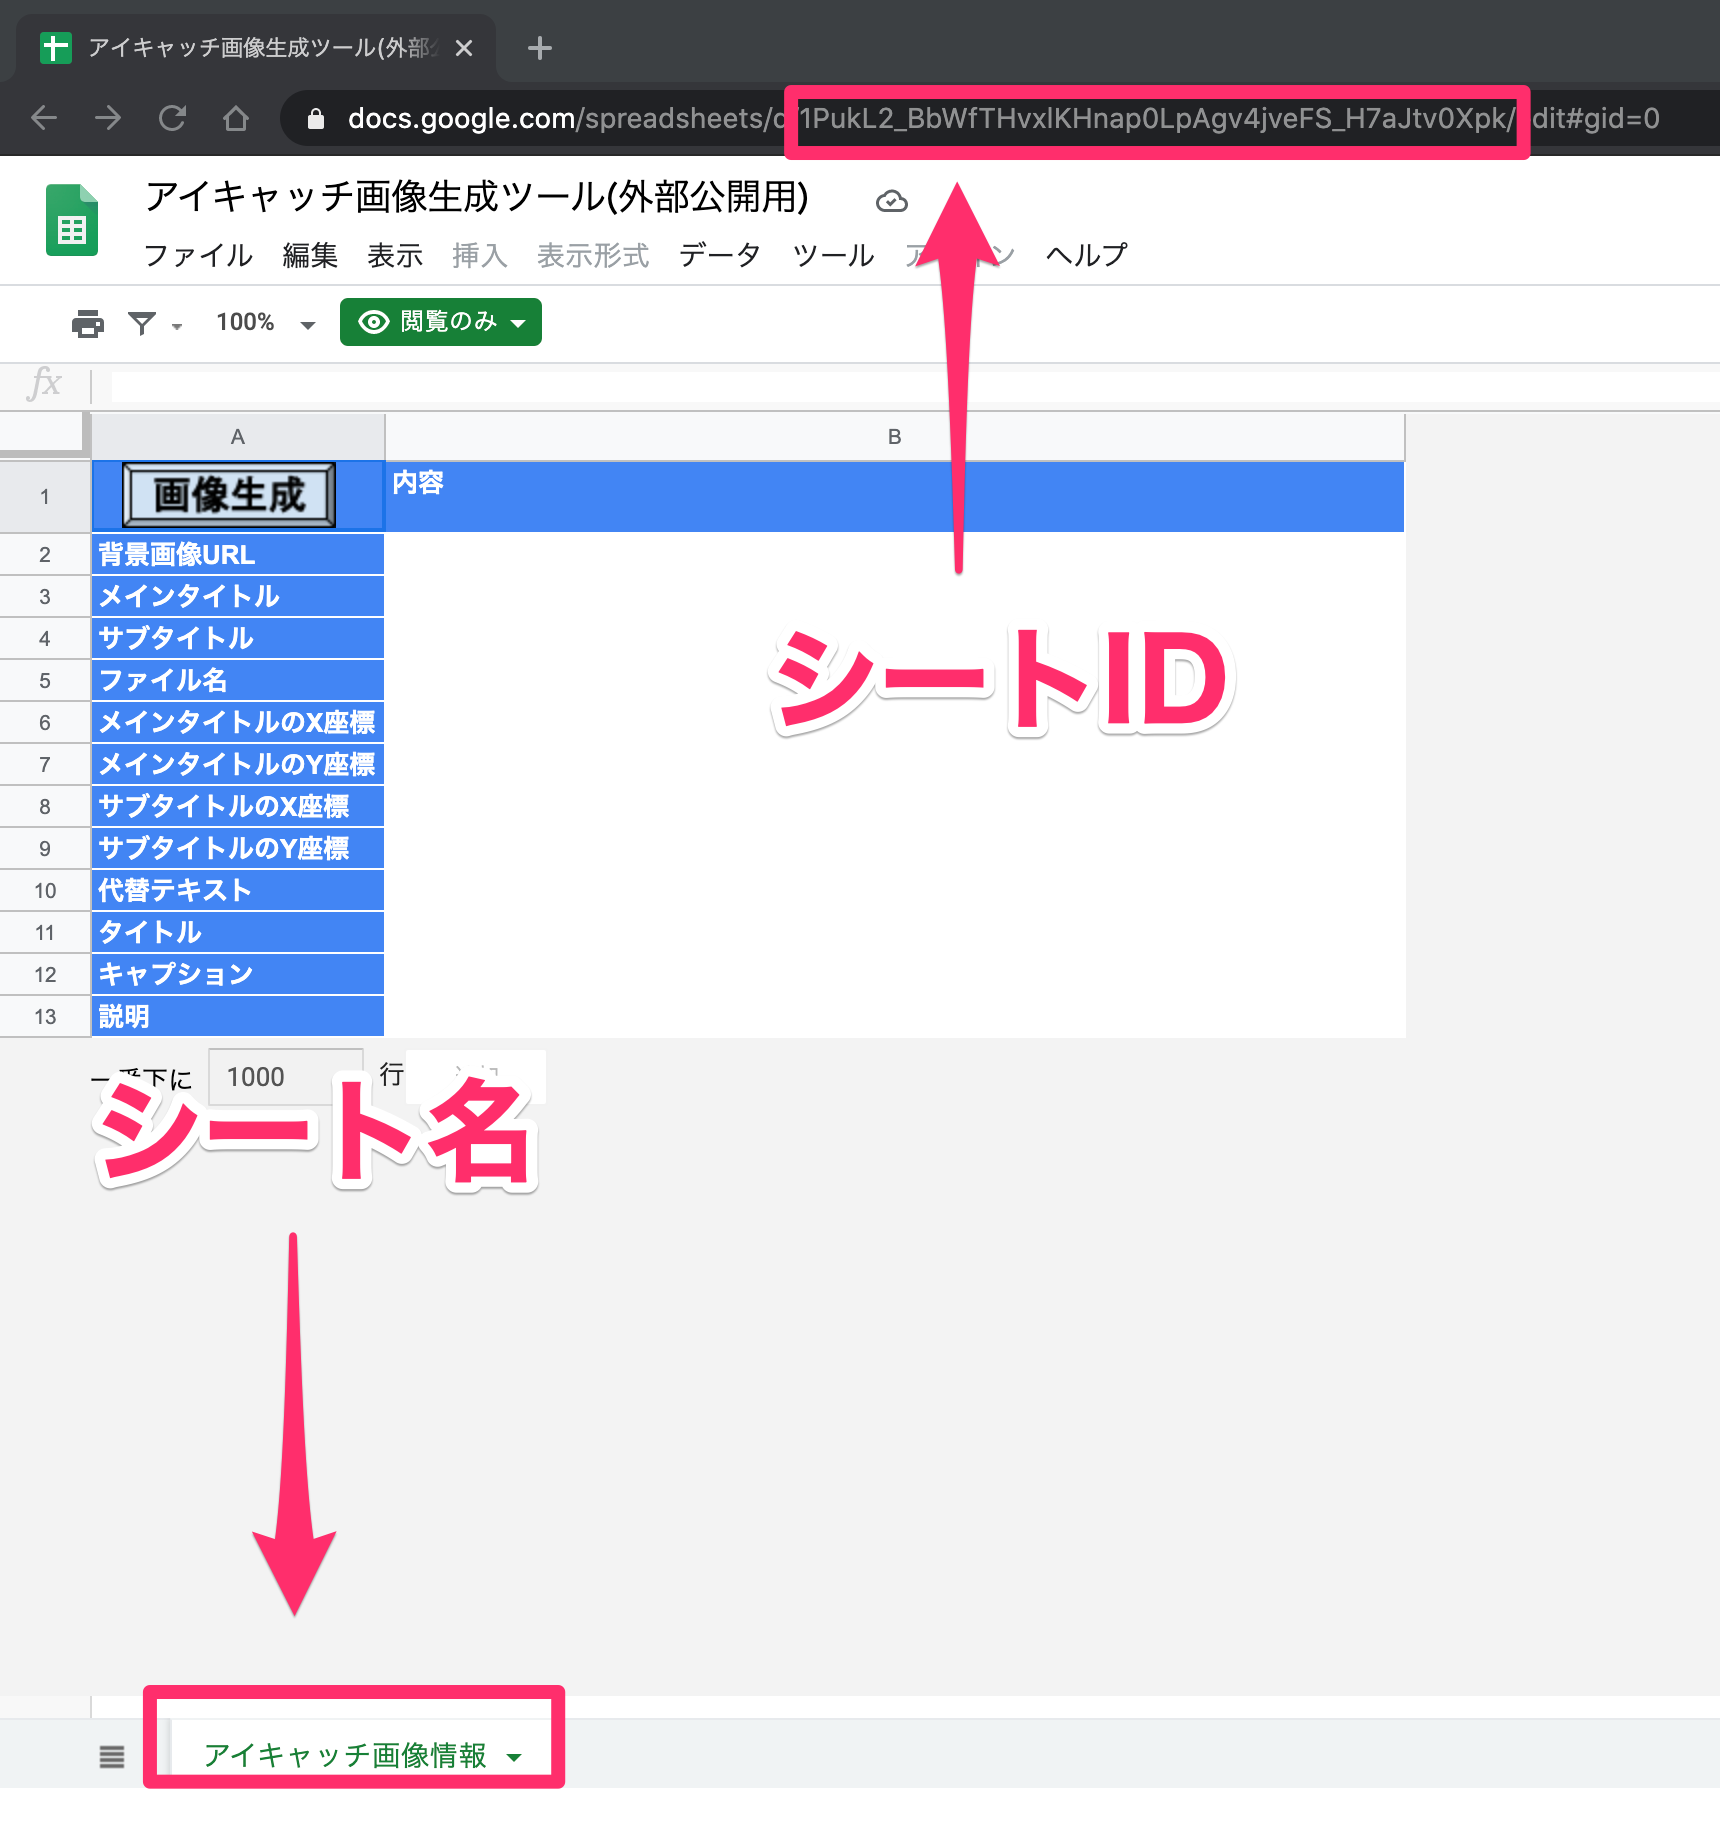 アイキャッチ画像生成ツール(外部
docs.google.com/spreadsheets/d/1PukL2_BbWfTHvxlKHnap0LpAgv4jveFS_H7aJtv0Xpk/edit#gid=0
アイキャッチ画像生成ツール(外部公開用)
ファイル 編集 表示 挿入 表示形式 データ ツール ヘルプ
100% 閲覧のみ
fx
A B
1 画像生成 内容
2 背景画像URL
3 メインタイトル
4 サブタイトル
5 ファイル名
6 メインタイトルのX座標
7 メインタイトルのY座標
8 サブタイトルのX座標
9 サブタイトルのY座標
10 代替テキスト
11 タイトル
12 キャプション
13 説明
シートID
一番下に 1000 行
シート名
アイキャッチ画像情報